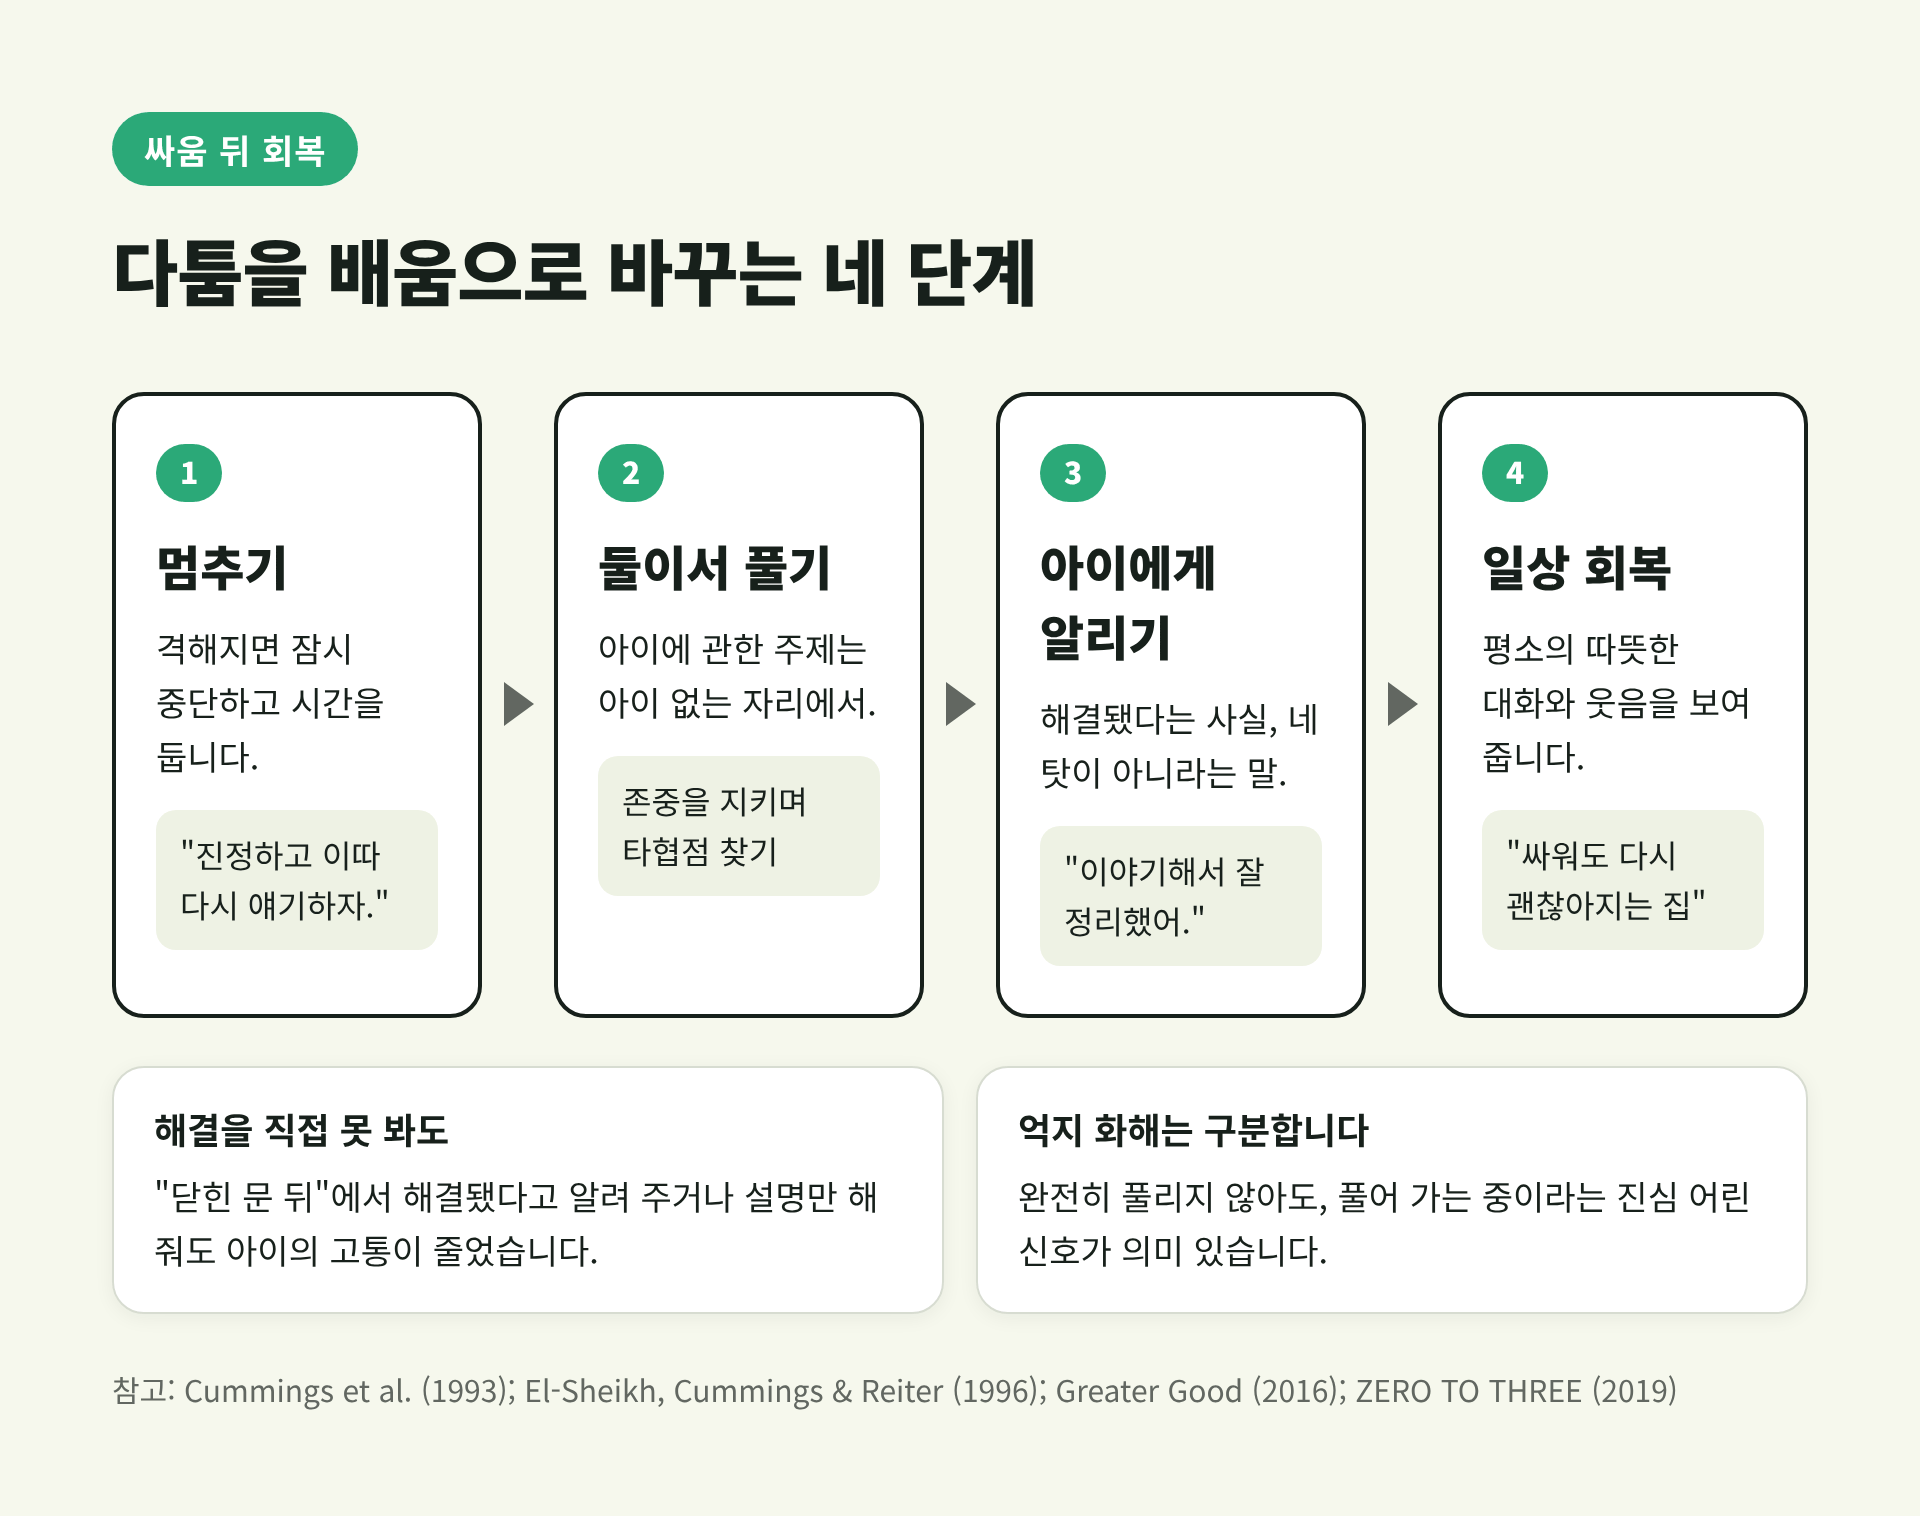 싸움 뒤 회복
다툼을 배움으로 바꾸는 네 단계
1
멈추기
격해지면 잠시
중단하고 시간을
둡니다.
"진정하고 이따
다시 얘기하자."
2
둘이서 풀기
아이에 관한 주제는
아이 없는 자리에서.
존중을 지키며
타협점 찾기
3
아이에게
알리기
해결됐다는 사실, 네
탓이 아니라는 말.
"이야기해서 잘
정리했어."
4
일상 회복
평소의 따뜻한
대화와 웃음을 보여
줍니다.
"싸워도 다시
괜찮아지는 집"
해결을 직접 못 봐도
"닫힌 문 뒤"에서 해결됐다고 알려 주거나 설명만 해
줘도 아이의 고통이 줄었습니다.
억지 화해는 구분합니다
완전히 풀리지 않아도, 풀어 가는 중이라는 진심 어린
신호가 의미 있습니다.
참고: Cummings et al. (1993); El-Sheikh, Cummings & Reiter (1996); Greater Good (2016); ZERO TO THREE (2019)